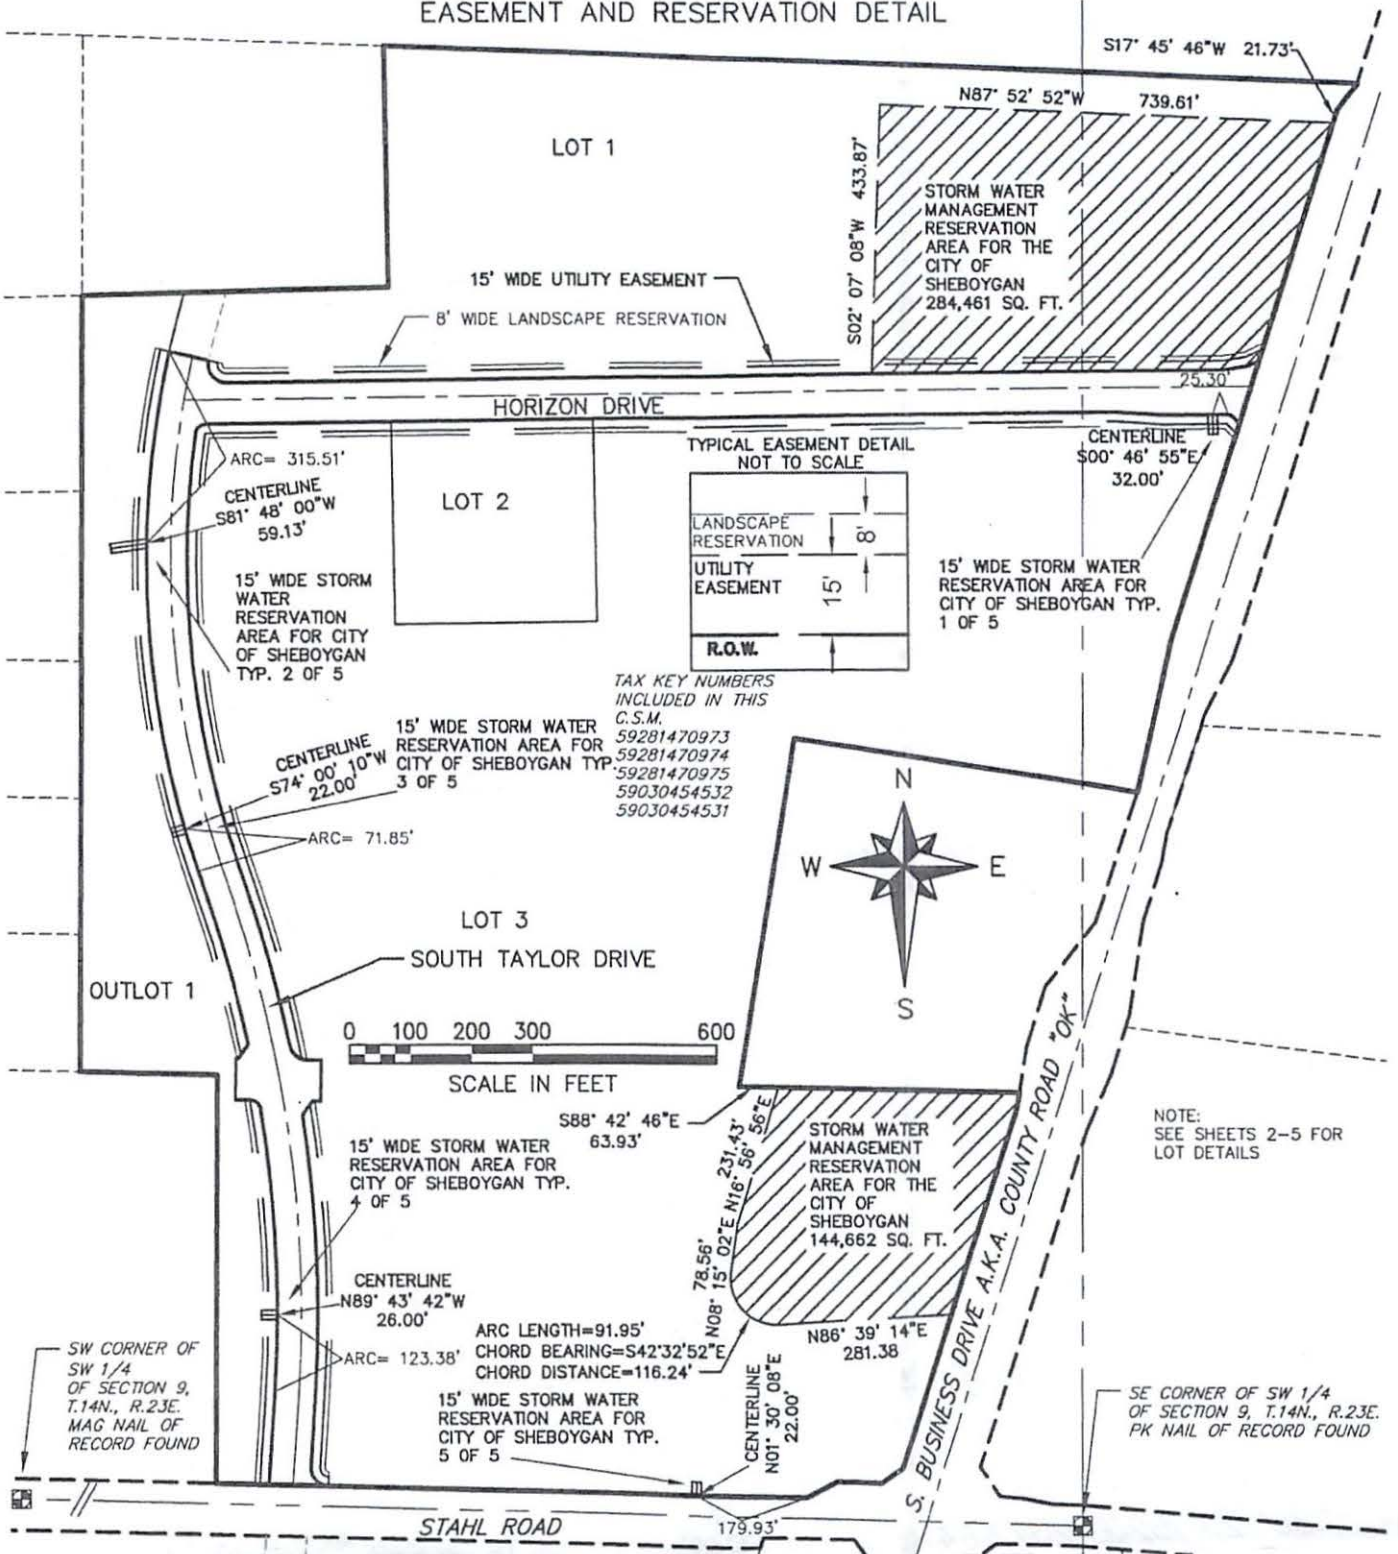 EASEMENT AND RESERVATION DETAIL
S17° 45' 46"W 21.73'
N87° 52' 52"W 739.61'
LOT 1
S02° 07' 08"W 433.87'
STORM WATER
MANAGEMENT
RESERVATION
AREA FOR THE
CITY OF
SHEBOYGAN
284,461 SQ. FT.
15' WIDE UTILITY EASEMENT
8' WIDE LANDSCAPE RESERVATION
25.30'
HORIZON DRIVE
ARC= 315.51'
CENTERLINE
S81° 48' 00"W
59.13'
LOT 2
TYPICAL EASEMENT DETAIL
NOT TO SCALE
LANDSCAPE
RESERVATION
8'
UTILITY
EASEMENT
15'
R.O.W.
CENTERLINE
S00° 46' 55"E
32.00'
15' WIDE STORM WATER
RESERVATION AREA FOR
CITY OF SHEBOYGAN TYP.
1 OF 5
15' WIDE STORM
WATER
RESERVATION
AREA FOR CITY
OF SHEBOYGAN
TYP. 2 OF 5
TAX KEY NUMBERS
INCLUDED IN THIS
C.S.M.
59281470973
59281470974
59281470975
59030454532
59030454531
CENTERLINE
S74° 00' 10"W
22.00'
15' WIDE STORM WATER
RESERVATION AREA FOR
CITY OF SHEBOYGAN TYP.
3 OF 5
ARC= 71.85'
N
W
E
S
LOT 3
SOUTH TAYLOR DRIVE
OUTLOT 1
0 100 200 300 600
SCALE IN FEET
S88° 42' 46"E
63.93'
15' WIDE STORM WATER
RESERVATION AREA FOR
CITY OF SHEBOYGAN TYP.
4 OF 5
231.43'
N16° 56' 56"E
STORM WATER
MANAGEMENT
RESERVATION
AREA FOR THE
CITY OF
SHEBOYGAN
144,662 SQ. FT.
NOTE:
SEE SHEETS 2-5 FOR
LOT DETAILS
78.56'
N08° 15' 02"E
CENTERLINE
N89° 43' 42"W
26.00'
ARC= 123.38'
ARC LENGTH=91.95'
CHORD BEARING=S42°32'52"E
CHORD DISTANCE=116.24'
N86° 39' 14"E
281.38
CENTERLINE
N01° 30' 08"E
22.00'
15' WIDE STORM WATER
RESERVATION AREA FOR
CITY OF SHEBOYGAN TYP.
5 OF 5
SW CORNER OF
SW 1/4
OF SECTION 9,
T.14N., R.23E.
MAG NAIL OF
RECORD FOUND
S. BUSINESS DRIVE A.K.A. COUNTY ROAD "OK"
SE CORNER OF SW 1/4
OF SECTION 9, T.14N., R.23E.
PK NAIL OF RECORD FOUND
STAHL ROAD
179.93'